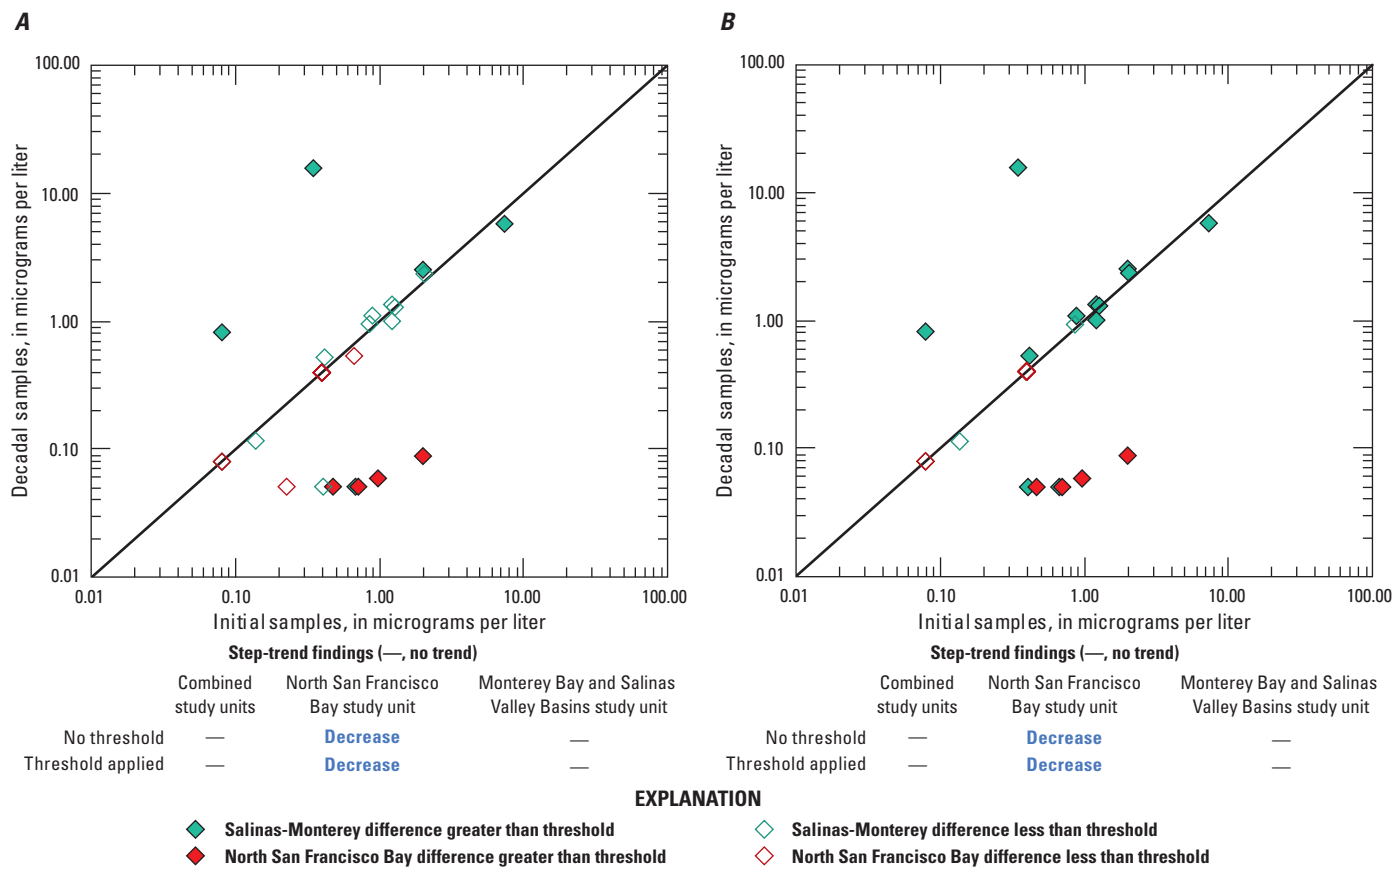 A
B
100.00
10.00
1.00
0.10
0.01
Decadal samples, in micrograms per liter
0.01 0.10 1.00 10.00 100.00
Initial samples, in micrograms per liter
100.00
10.00
1.00
0.10
0.01
Decadal samples, in micrograms per liter
0.01 0.10 1.00 10.00 100.00
Initial samples, in micrograms per liter
Step-trend findings (—, no trend)
Combined study units
North San Francisco Bay study unit
Monterey Bay and Salinas Valley Basins study unit
No threshold — Decrease —
Threshold applied — Decrease —
Step-trend findings (—, no trend)
Combined study units
North San Francisco Bay study unit
Monterey Bay and Salinas Valley Basins study unit
No threshold — Decrease —
Threshold applied — Decrease —
EXPLANATION
Salinas-Monterey difference greater than threshold
North San Francisco Bay difference greater than threshold
Salinas-Monterey difference less than threshold
North San Francisco Bay difference less than threshold